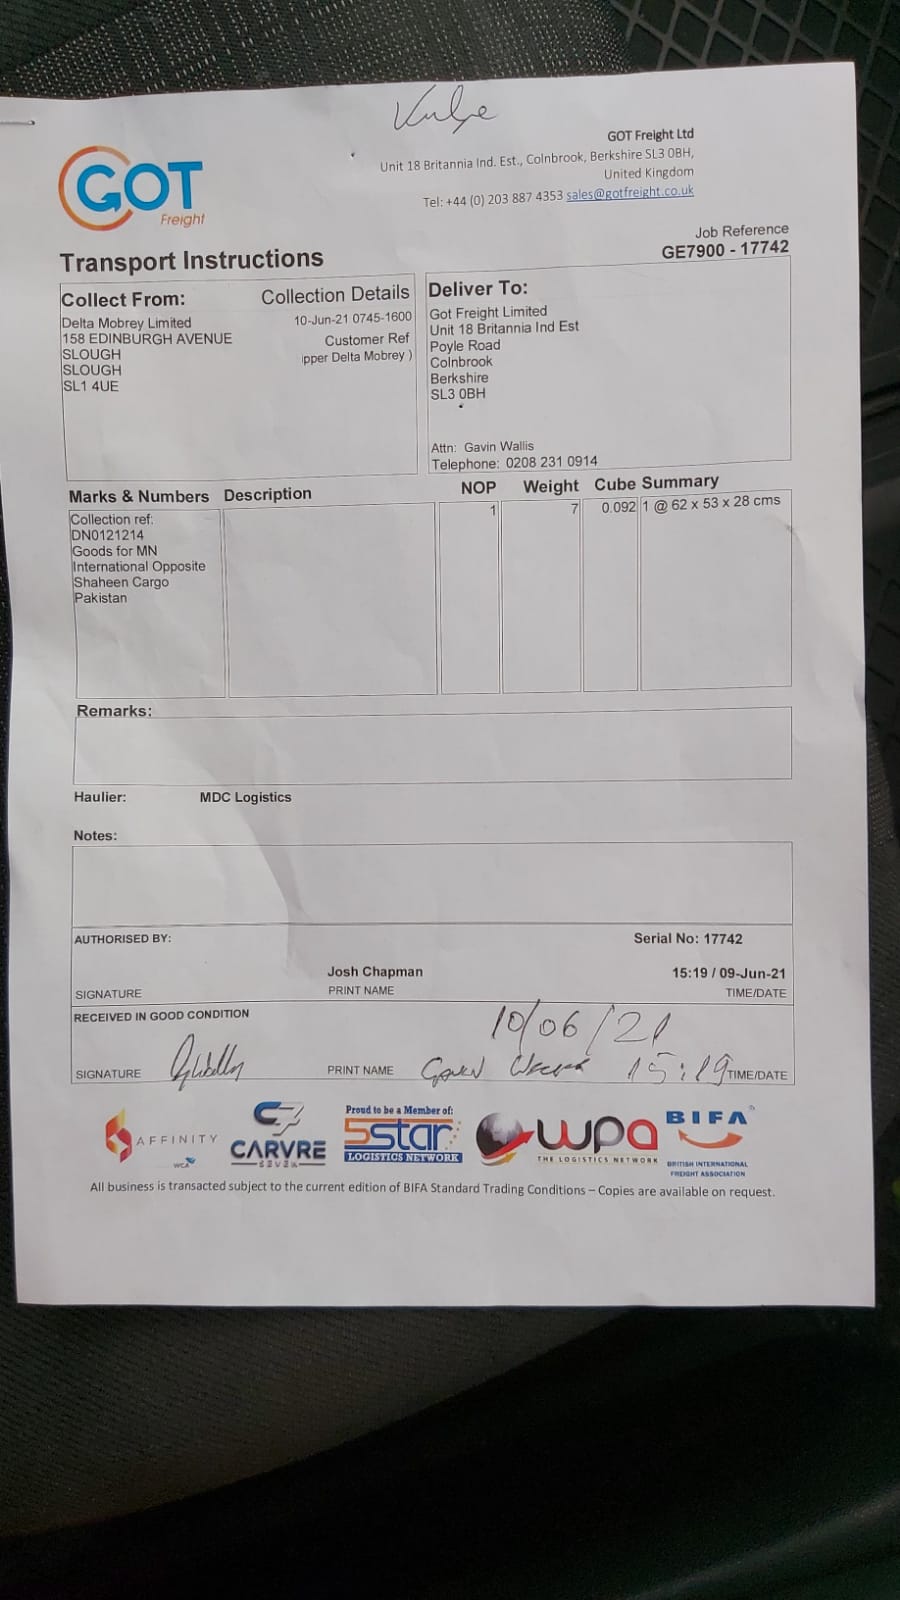 GOT
Freight
GOT Freight Ltd
Unit 18 Britannia Ind. Est., Colnbrook, Berkshire SL3 0BH,
United Kingdom
Tel: +44 (0) 203 887 4353 sales@gotfreight.co.uk
Job Reference
GE7900 - 17742
Transport Instructions
Collect From: Collection Details
Delta Mobrey Limited 10-Jun-21 0745-1600
158 EDINBURGH AVENUE Customer Ref
SLOUGH pper Delta Mobrey )
SLOUGH
SL1 4UE
Deliver To:
Got Freight Limited
Unit 18 Britannia Ind Est
Poyle Road
Colnbrook
Berkshire
SL3 0BH
Attn: Gavin Wallis
Telephone: 0208 231 0914
Marks & Numbers Description NOP Weight Cube Summary
Collection ref: 1 7 0.092 1 @ 62 x 53 x 28 cms
DN0121214
Goods for MN
International Opposite
Shaheen Cargo
Pakistan
Remarks:
Haulier: MDC Logistics
Notes:
AUTHORISED BY: Serial No: 17742
Josh Chapman 15:19 / 09-Jun-21
SIGNATURE PRINT NAME TIME/DATE
RECEIVED IN GOOD CONDITION
10/06/21
SIGNATURE PRINT NAME 15:19 TIME/DATE
AFFINITY
WCA
CARVRE
SEVEN
Proud to be a Member of:
5star
LOGISTICS NETWORK
wpa
THE LOGISTICS NETWORK
BIFA
BRITISH INTERNATIONAL
FREIGHT ASSOCIATION
All business is transacted subject to the current edition of BIFA Standard Trading Conditions – Copies are available on request.